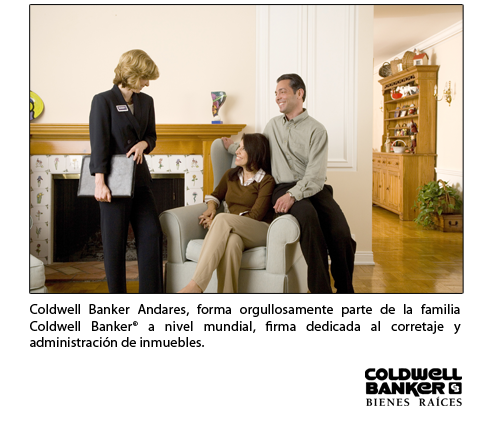 Coldwell Banker Andares, forma orgullosamente parte de la familia
Coldwell Banker® a nivel mundial, firma dedicada al corretaje y
administración de inmuebles.
COLDWELL
BANKER CB
BIENES RAÍCES